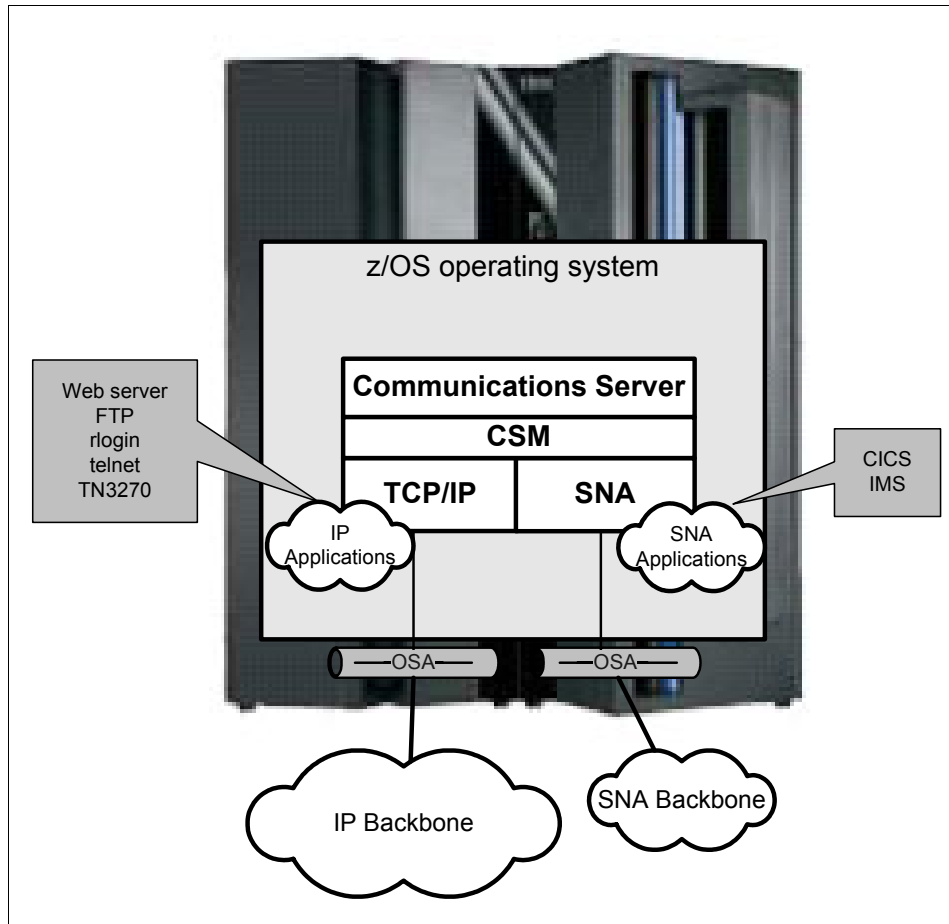 z/OS operating system
Communications Server
CSM
TCP/IP
SNA
Web server
FTP
rlogin
telnet
TN3270
CICS
IMS
IP
Applications
SNA
Applications
OSA
OSA
IP Backbone
SNA Backbone